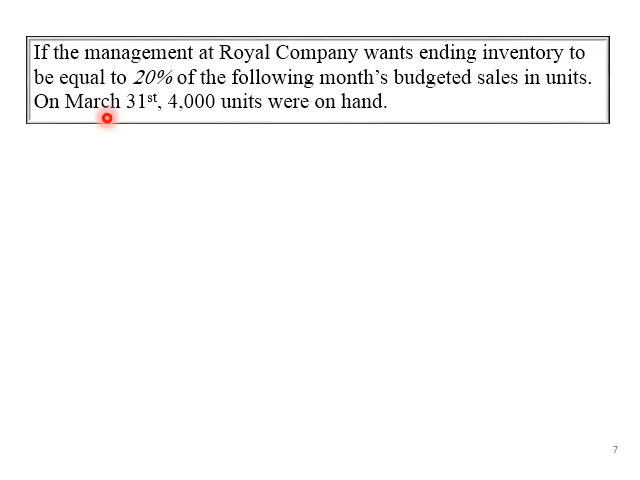 If the management at Royal Company wants ending inventory to
be equal to 20% of the following month’s budgeted sales in units.
On March 31st, 4,000 units were on hand.
7